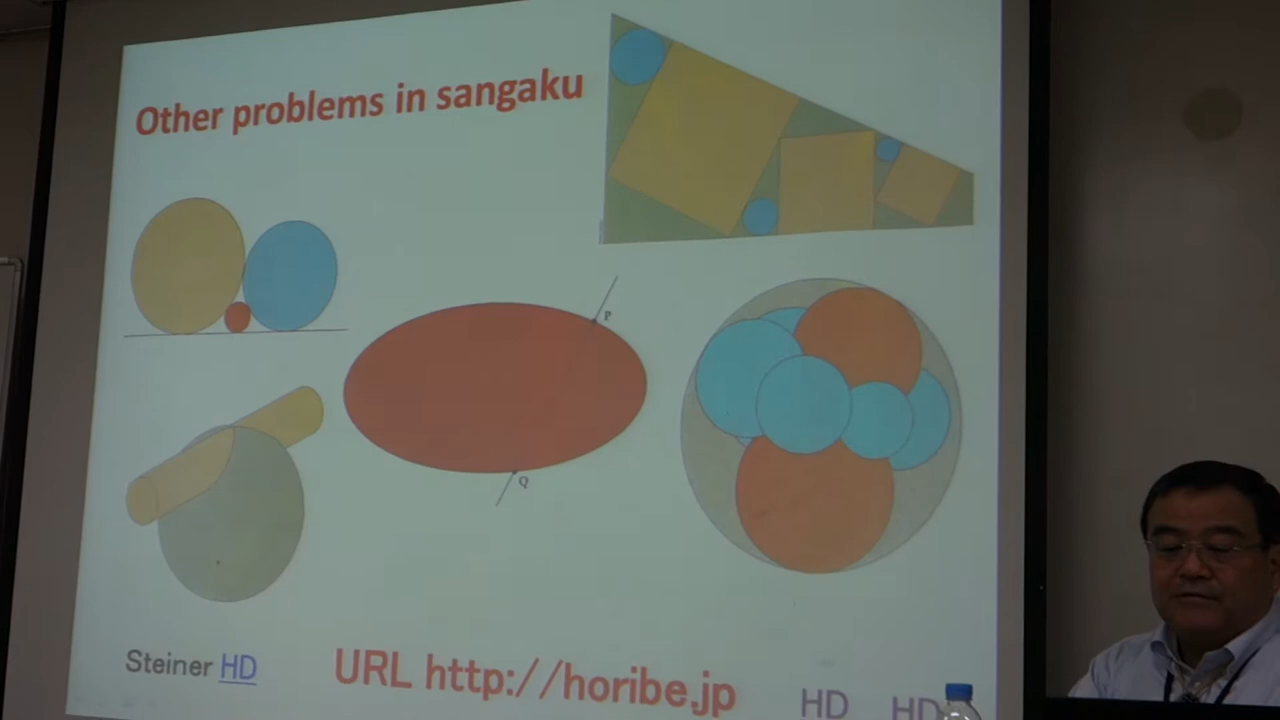 Other problems in sangaku
P
Q
Steiner HD
URL http://horibe.jp
HD HD